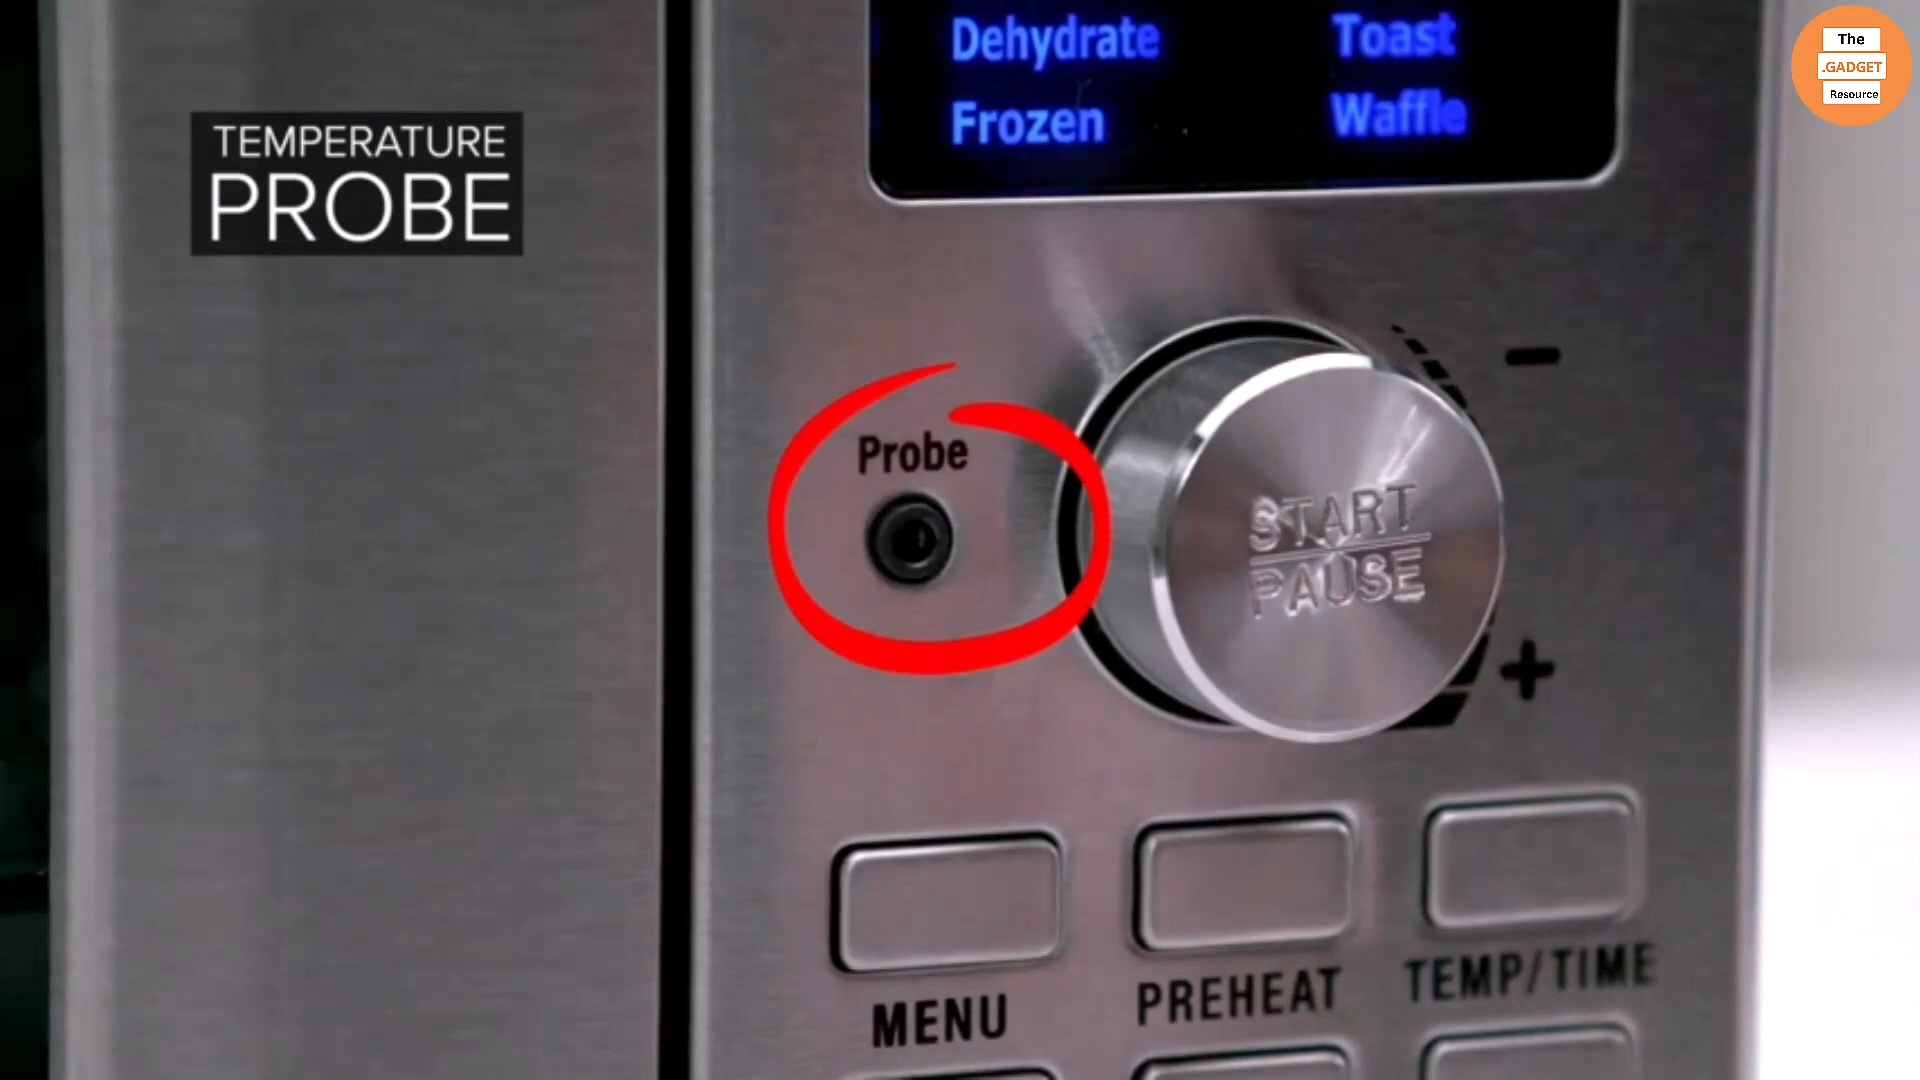 Dehydrate Toast
Frozen Waffle
The
.GADGET
Resource
TEMPERATURE
PROBE
Probe
START
PAUSE
MENU
PREHEAT
TEMP/TIME
-
+